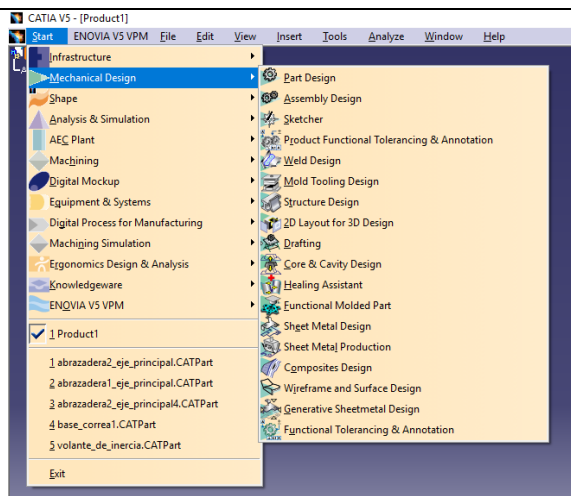 CATIA V5 - [Product1]
Start ENOVIA V5 VPM File Edit View Insert Tools Analyze Window Help
Infrastructure
Mechanical Design
Shape
Analysis & Simulation
AEC Plant
Machining
Digital Mockup
Equipment & Systems
Digital Process for Manufacturing
Machining Simulation
Ergonomics Design & Analysis
Knowledgeware
ENOVIA V5 VPM
1 Product1
1 abrazadera2_eje_principal.CATPart
2 abrazadera1_eje_principal.CATPart
3 abrazadera2_eje_principal4.CATPart
4 base_correa1.CATPart
5 volante_de_inercia.CATPart
Exit
Part Design
Assembly Design
Sketcher
Product Functional Tolerancing & Annotation
Weld Design
Mold Tooling Design
Structure Design
2D Layout for 3D Design
Drafting
Core & Cavity Design
Healing Assistant
Functional Molded Part
Sheet Metal Design
Sheet Metal Production
Composites Design
Wireframe and Surface Design
Generative Sheetmetal Design
Functional Tolerancing & Annotation